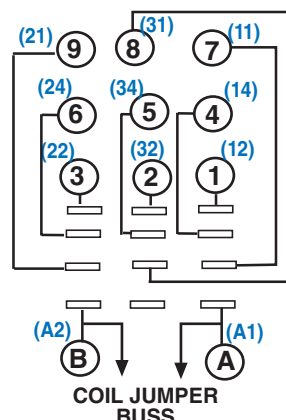 (21) (31) (11)
9 8 7
(24) (34) (14)
6 5 4
(22) (32) (12)
3 2 1
(A2) (A1)
B A
COIL JUMPER
BUSS